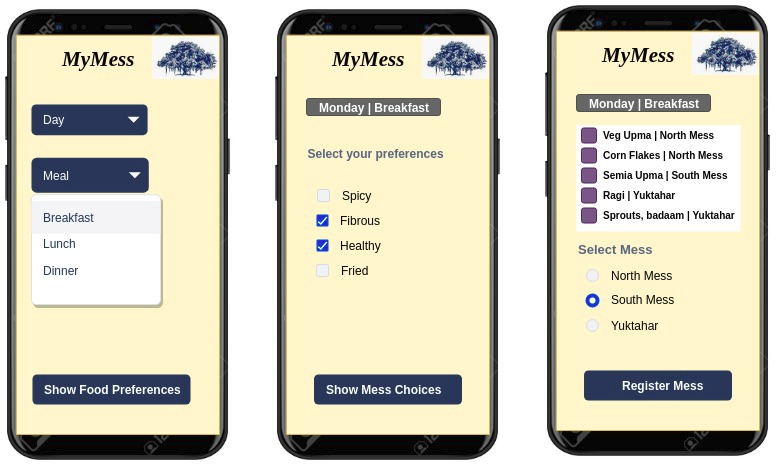 MyMess
Day
Meal
Breakfast
Lunch
Dinner
Show Food Preferences
MyMess
Monday | Breakfast
Select your preferences
Spicy
Fibrous
Healthy
Fried
Show Mess Choices
MyMess
Monday | Breakfast
Veg Upma | North Mess
Corn Flakes | North Mess
Semia Upma | South Mess
Ragi | Yuktahar
Sprouts, badaam | Yuktahar
Select Mess
North Mess
South Mess
Yuktahar
Register Mess